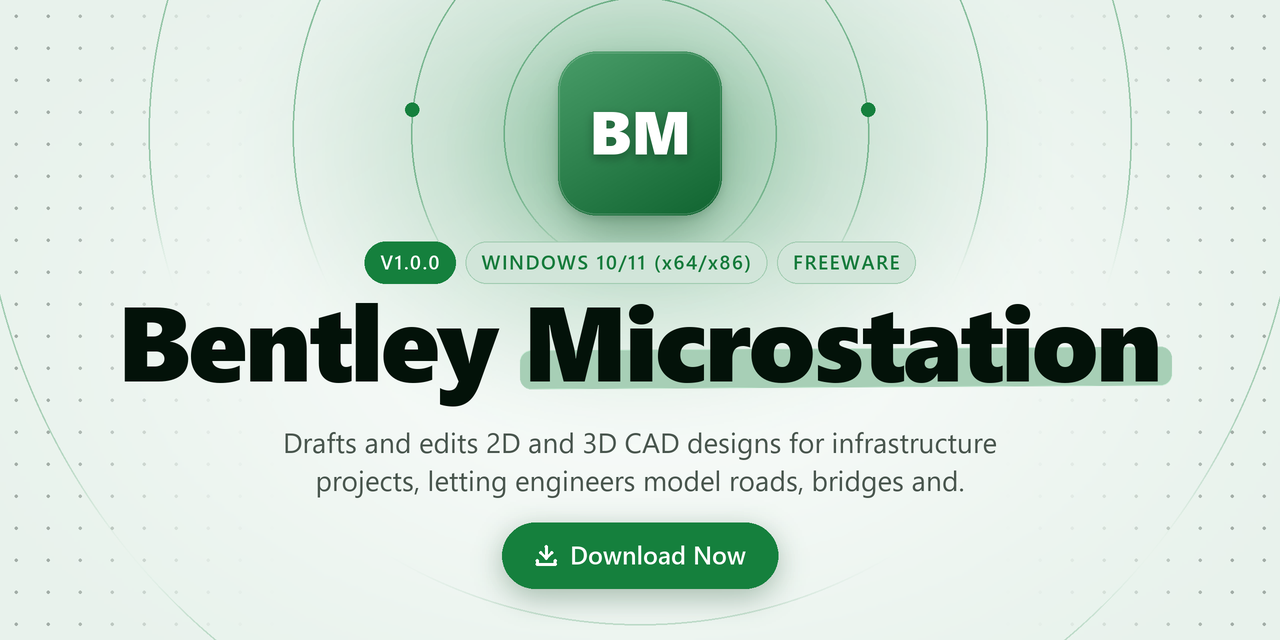 BM
V1.0.0
WINDOWS 10/11 (x64/x86)
FREEWARE
Bentley Microstation
Drafts and edits 2D and 3D CAD designs for infrastructure
projects, letting engineers model roads, bridges and.
Download Now